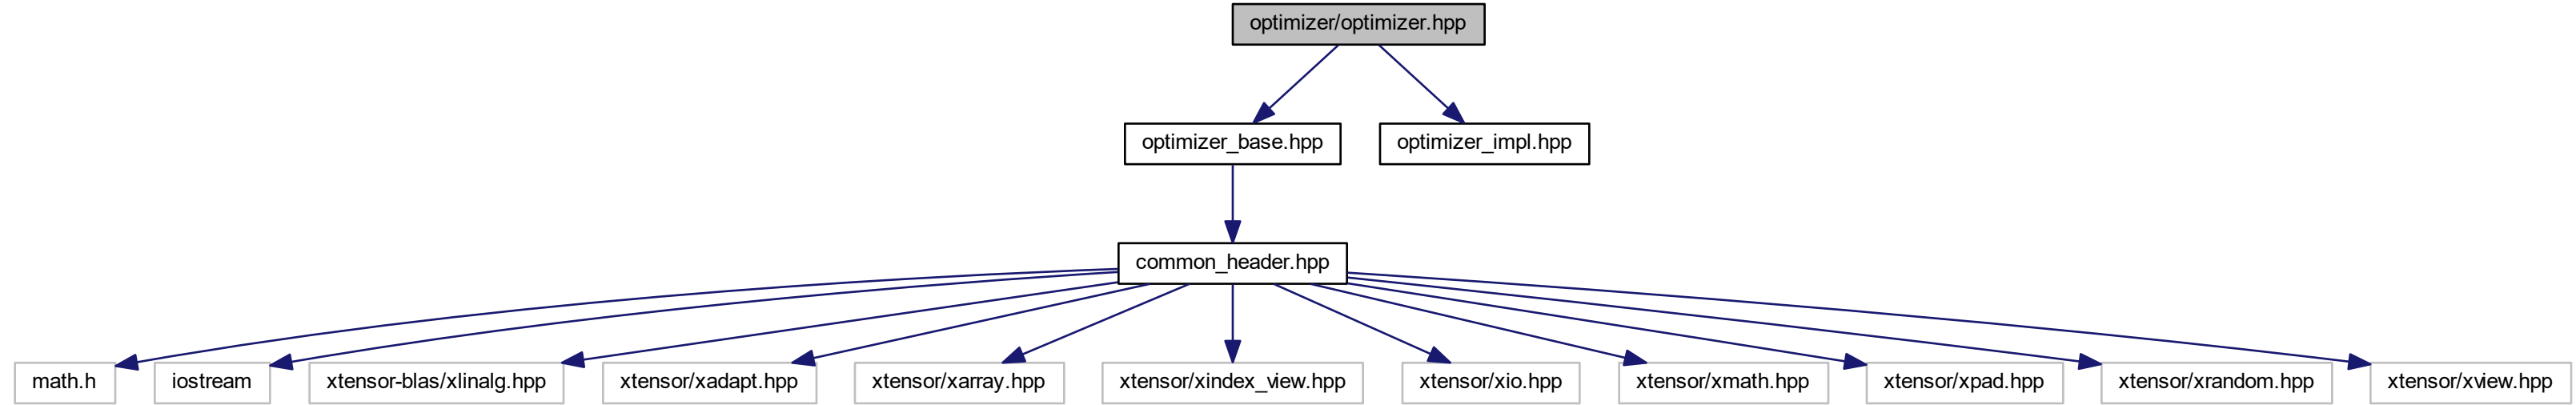 optimizer/optimizer.hpp
optimizer_base.hpp
optimizer_impl.hpp
common_header.hpp
math.h
iostream
xtensor-blas/xlinalg.hpp
xtensor/xadapt.hpp
xtensor/xarray.hpp
xtensor/xindex_view.hpp
xtensor/xio.hpp
xtensor/xmath.hpp
xtensor/xpad.hpp
xtensor/xrandom.hpp
xtensor/xview.hpp